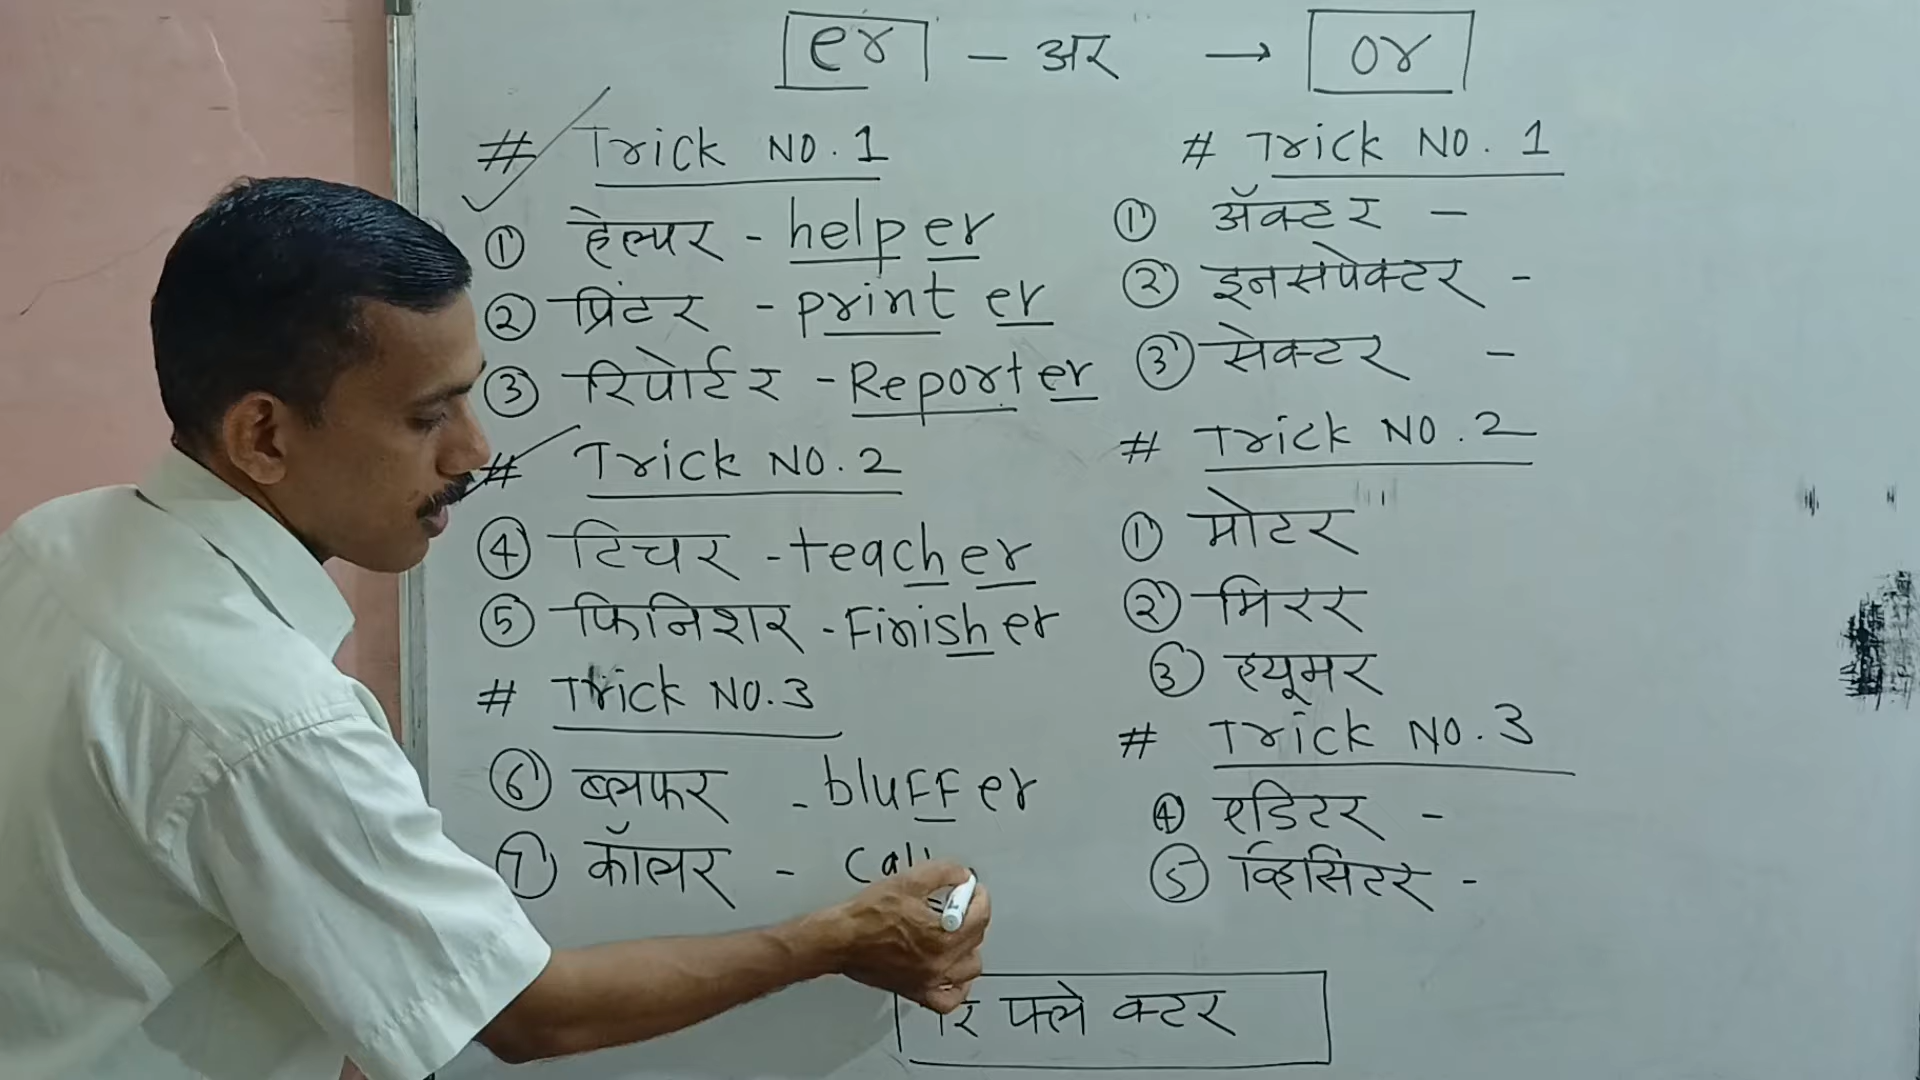 er - अर → or
# Trick NO. 1
① हेल्पर - helper
② प्रिंटर - printer
③ रिपोर्टर - Reporter
# Trick NO. 2
④ टिचर - teacher
⑤ फिनिशर - Finisher
# Trick NO. 3
⑥ ब्लफर - bluffer
⑦ कॉलर - call
# Trick NO. 1
① ॲक्टर -
② इनसपेक्टर -
③ सेक्टर -
# Trick NO. 2
① मोटर
② मिरर
③ ह्यूमर
# Trick NO. 3
④ एडिटर -
⑤ व्हिसिटर -
रिफ्लेक्टर